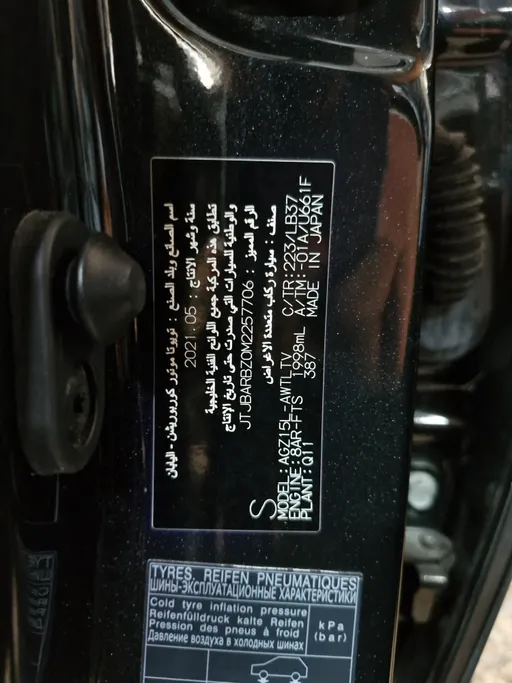 اسم الصانع وبلد الصنع : تويوتا موتور كوربوريشن - اليابان
سنة وشهر الإنتاج : 2021.05
تطابق هذه المركبة جميع اللوائح الفنية الخليجية
والوطنية للسيارات التي صدرت حتى تاريخ الإنتاج
الرقم المميز : JTJBARBZ0M2257706
صنف : سيارة ركاب متعددة الاغراض
S
MODEL:AGZ15L-AWTLTV C/TR:223/LB37
ENGINE:8AR-FTS 1998mL A/TM:-01A/U661F
PLANT:Q11 387 MADE IN JAPAN
TYRES, REIFEN PNEUMATIQUES
ШИНЫ-ЭКСПЛУАТАЦИОННЫЕ ХАРАКТЕРИСТИКИ
Cold tyre inflation pressure
Reifenfülldruck kalte Reifen
Pression des pneus à froid
Давление воздуха в холодных шинах
kPa
(bar)